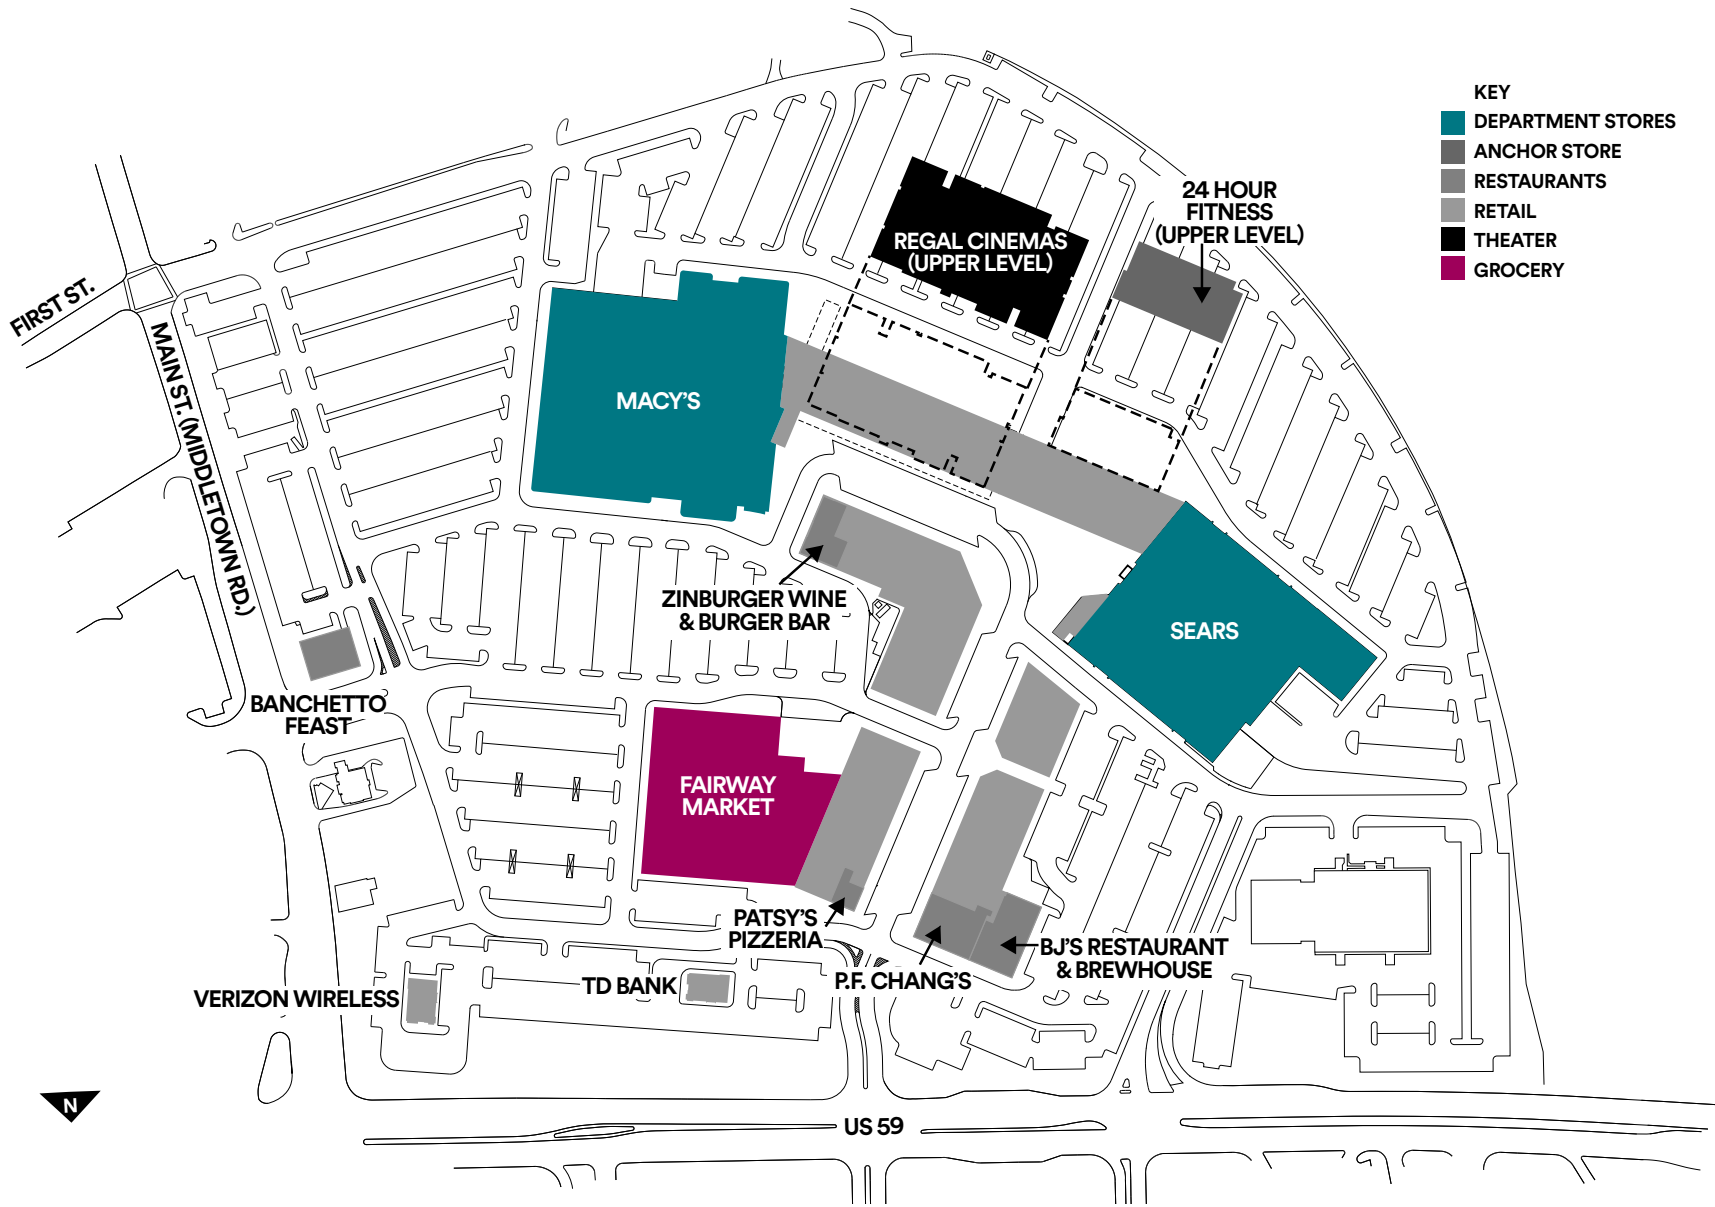 KEY
DEPARTMENT STORES
ANCHOR STORE
RESTAURANTS
RETAIL
THEATER
GROCERY
24 HOUR
FITNESS
(UPPER LEVEL)
REGAL CINEMAS
(UPPER LEVEL)
FIRST ST.
MAIN ST. (MIDDLETOWN RD.)
MACY'S
ZINBURGER WINE
& BURGER BAR
SEARS
BANCHETTO
FEAST
FAIRWAY
MARKET
PATSY'S
PIZZERIA
P.F. CHANG'S
BJ'S RESTAURANT
& BREWHOUSE
TD BANK
VERIZON WIRELESS
N
US 59